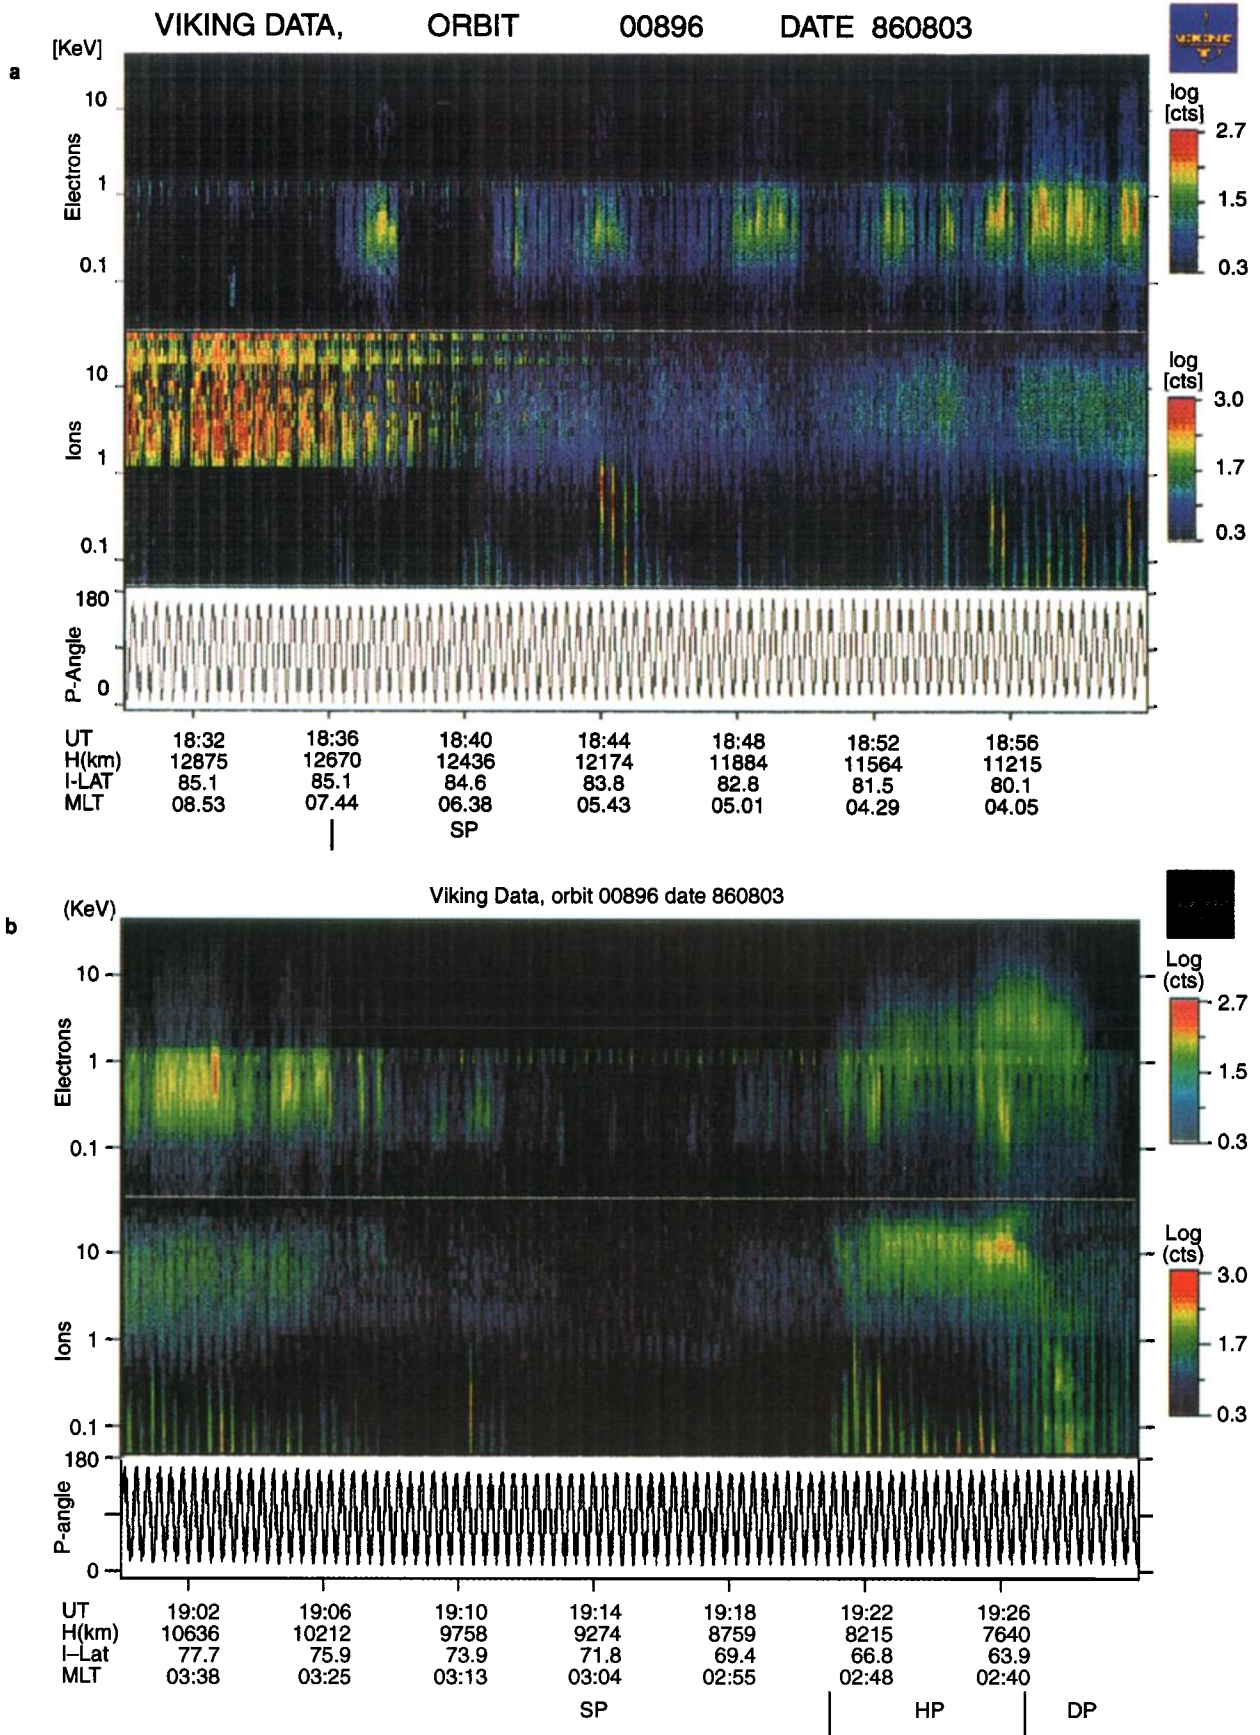 VIKING DATA, ORBIT 00896 DATE 860803
[KeV]
a
VIKING
log
[cts]
10
Electrons
1
0.1
2.7
1.5
0.3
10
Ions
1
0.1
log
[cts]
3.0
1.7
0.3
180
P-Angle
0
UT 18:32 18:36 18:40 18:44 18:48 18:52 18:56
H(km) 12875 12670 12436 12174 11884 11564 11215
I-LAT 85.1 85.1 84.6 83.8 82.8 81.5 80.1
MLT 08.53 07.44 06.38 05.43 05.01 04.29 04.05
SP
Viking Data, orbit 00896 date 860803
(KeV)
b
Log
(cts)
10
Electrons
1
0.1
2.7
1.5
0.3
10
Ions
1
0.1
Log
(cts)
3.0
1.7
0.3
180
P-angle
0
UT 19:02 19:06 19:10 19:14 19:18 19:22 19:26
H(km) 10636 10212 9758 9274 8759 8215 7640
I–Lat 77.7 75.9 73.9 71.8 69.4 66.8 63.9
MLT 03:38 03:25 03:13 03:04 02:55 02:48 02:40
SP HP DP